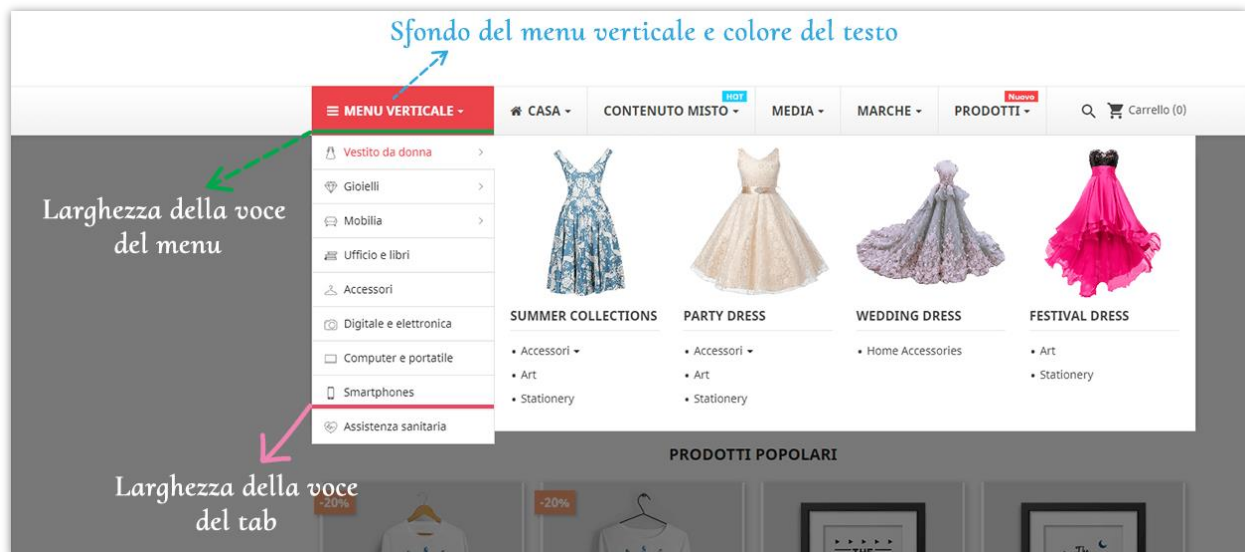 Sfondo del menu verticale e colore del testo
MENU VERTICALE
CASA
CONTENUTO MISTO
HOT
MEDIA
MARCHE
PRODOTTI
Nuovo
Carrello (0)
Vestito da donna
Gioielli
Mobilia
Ufficio e libri
Accessori
Digitale e elettronica
Computer e portatile
Smartphones
Assistenza sanitaria
Larghezza della voce
del menu
Larghezza della voce
del tab
SUMMER COLLECTIONS
• Accessori
• Art
• Stationery
PARTY DRESS
• Accessori
• Art
• Stationery
WEDDING DRESS
• Home Accessories
FESTIVAL DRESS
• Art
• Stationery
PRODOTTI POPOLARI
-20%
-20%
THE
The